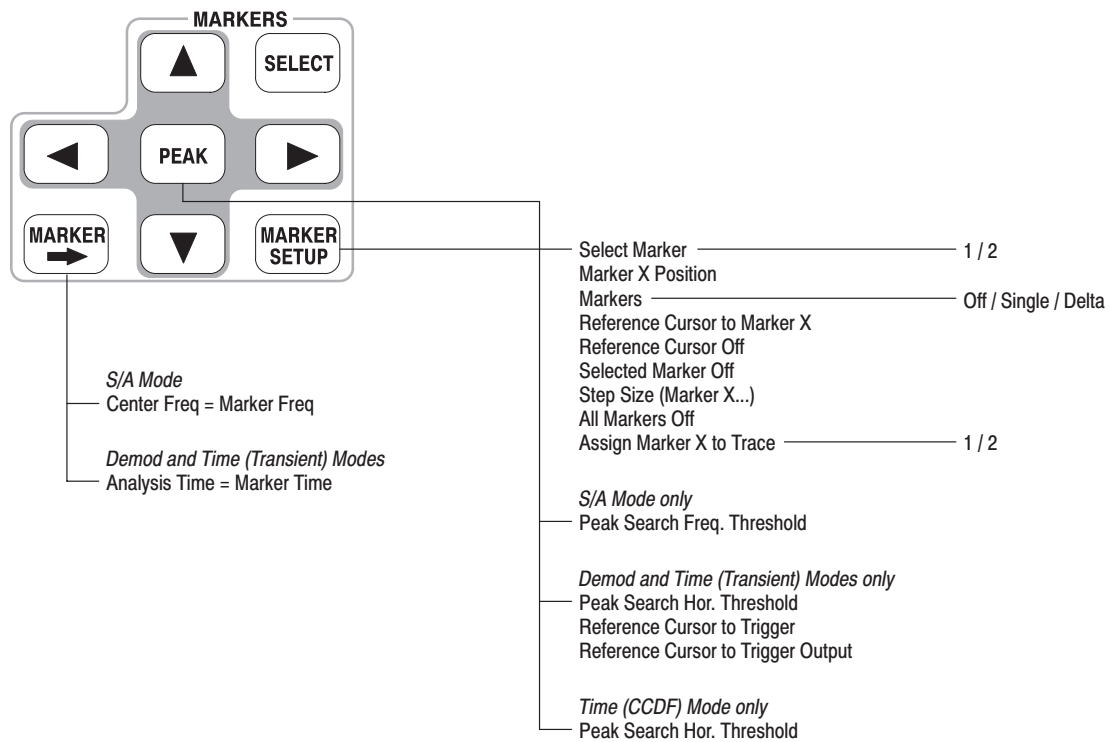 MARKERS
SELECT
PEAK
MARKER
MARKER
SETUP
Select Marker 1 / 2
Marker X Position
Markers Off / Single / Delta
Reference Cursor to Marker X
Reference Cursor Off
Selected Marker Off
Step Size (Marker X...)
All Markers Off
Assign Marker X to Trace 1 / 2
S/A Mode
Center Freq = Marker Freq
Demod and Time (Transient) Modes
Analysis Time = Marker Time
S/A Mode only
Peak Search Freq. Threshold
Demod and Time (Transient) Modes only
Peak Search Hor. Threshold
Reference Cursor to Trigger
Reference Cursor to Trigger Output
Time (CCDF) Mode only
Peak Search Hor. Threshold